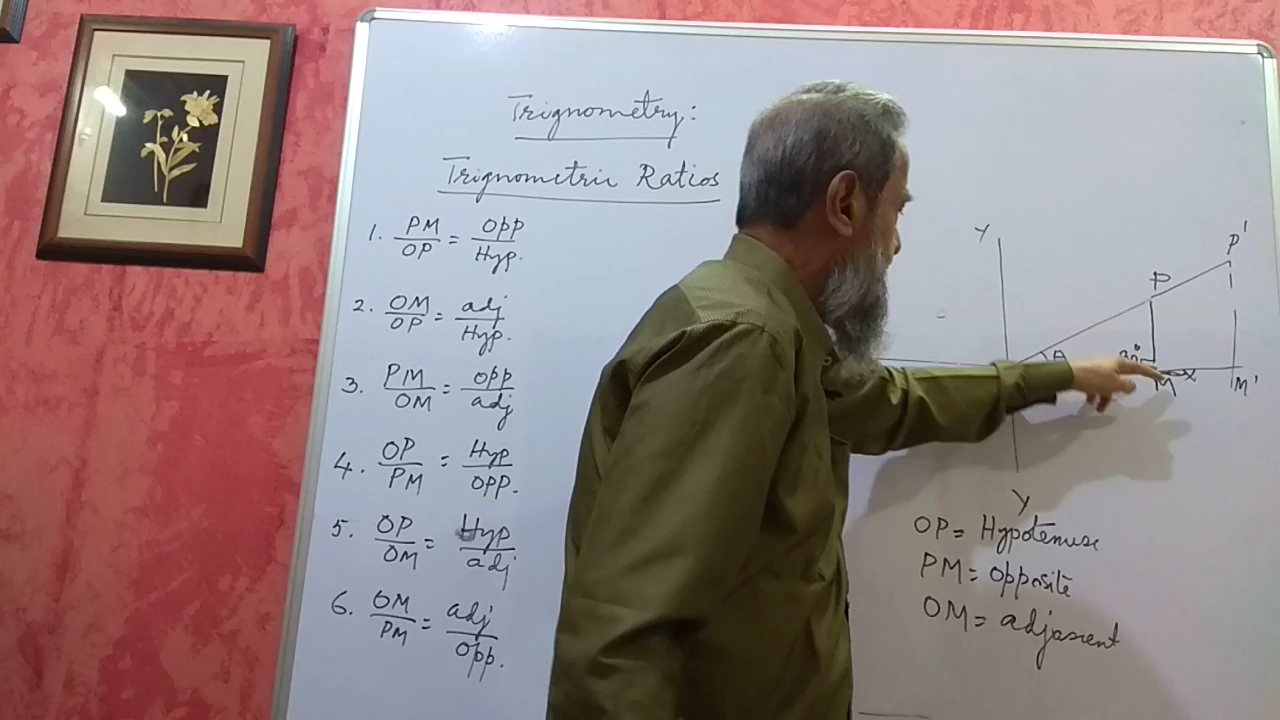 Trignometry:
Trignometric Ratios
1. PM/OP = Opp/Hyp.
2. OM/OP = adj/Hyp.
3. PM/OM = Opp/adj
4. OP/PM = Hyp/Opp.
5. OP/OM = Hyp/adj
6. OM/PM = adj/Opp.
Y
P'
P
A
M
X
M'
Y
OP = Hypotenuse
PM = Opposite
OM = adjascent